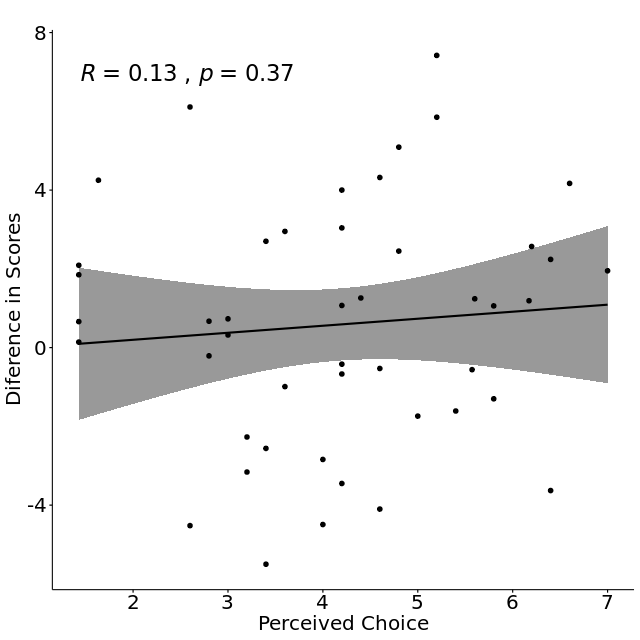 8
R = 0.13 , p = 0.37
4
0
-4
Diference in Scores
2 3 4 5 6 7
Perceived Choice